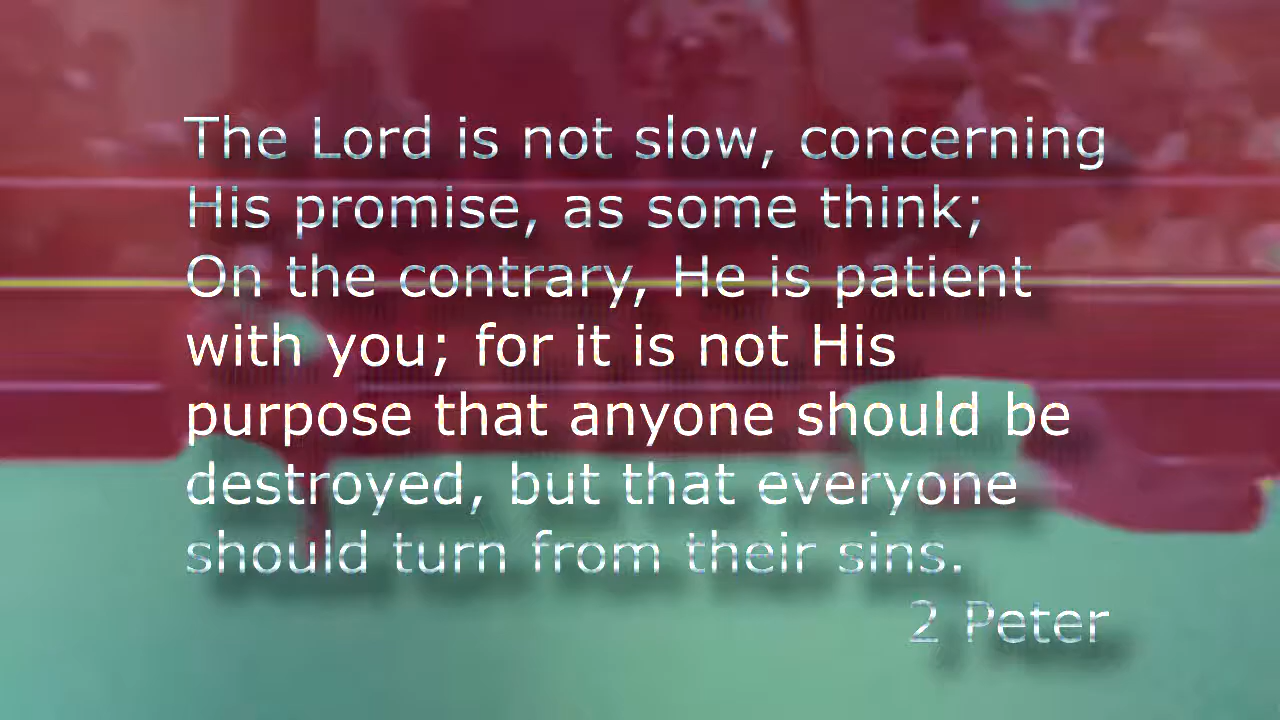 The Lord is not slow, concerning
His promise, as some think;
On the contrary, He is patient
with you; for it is not His
purpose that anyone should be
destroyed, but that everyone
should turn from their sins.
2 Peter